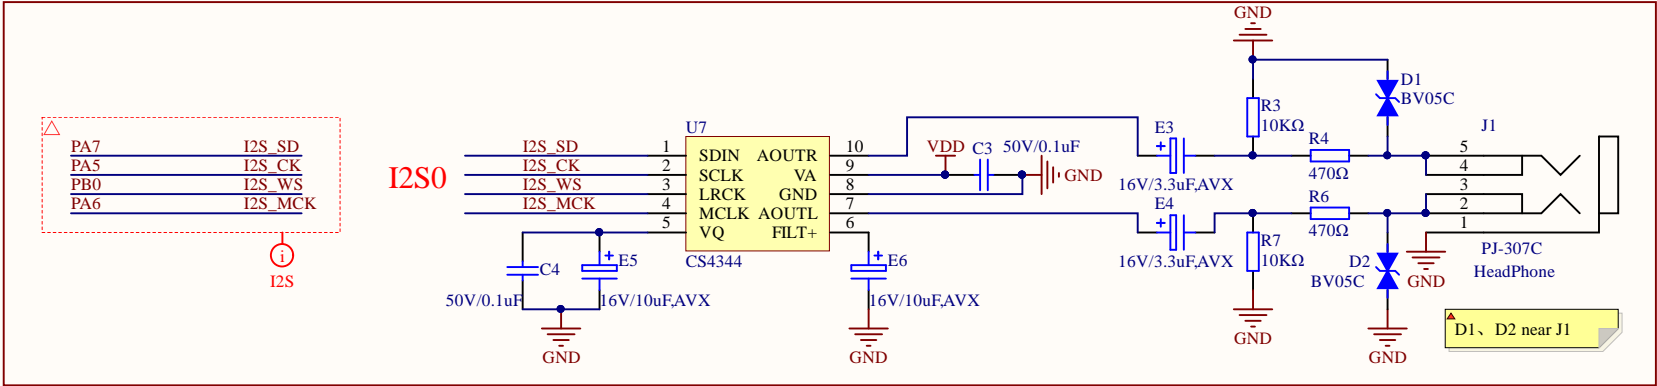 GND
D1
BV05C
R3
10KΩ
J1
E3
R4
U7
PA7 I2S_SD
PA5 I2S_CK
PB0 I2S_WS
PA6 I2S_MCK
I2S0
I2S_SD 1 SDIN AOUTR 10
I2S_CK 2 SCLK VA 9
I2S_WS 3 LRCK GND 8
I2S_MCK 4 MCLK AOUTL 7
5 VQ FILT+ 6
CS4344
VDD C3 50V/0.1uF
GND
16V/3.3uF,AVX
470Ω
5
4
3
2
1
E4
R6
470Ω
16V/3.3uF,AVX
R7
10KΩ
D2
BV05C
GND
PJ-307C
HeadPhone
i
I2S
C4
50V/0.1uF
E5
16V/10uF,AVX
E6
16V/10uF,AVX
GND
GND
GND
GND
D1、D2 near J1